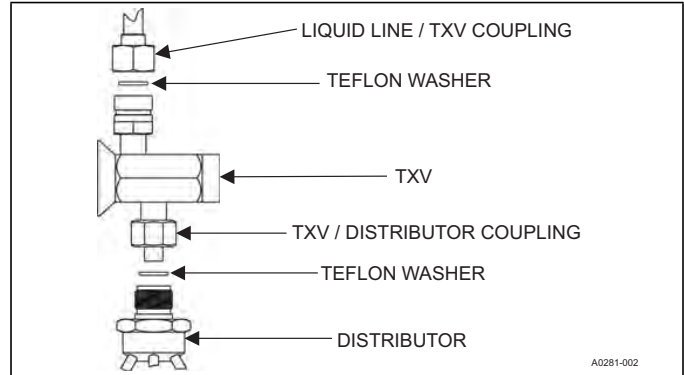 LIQUID LINE / TXV COUPLING
TEFLON WASHER
TXV
TXV / DISTRIBUTOR COUPLING
TEFLON WASHER
DISTRIBUTOR
A0281-002